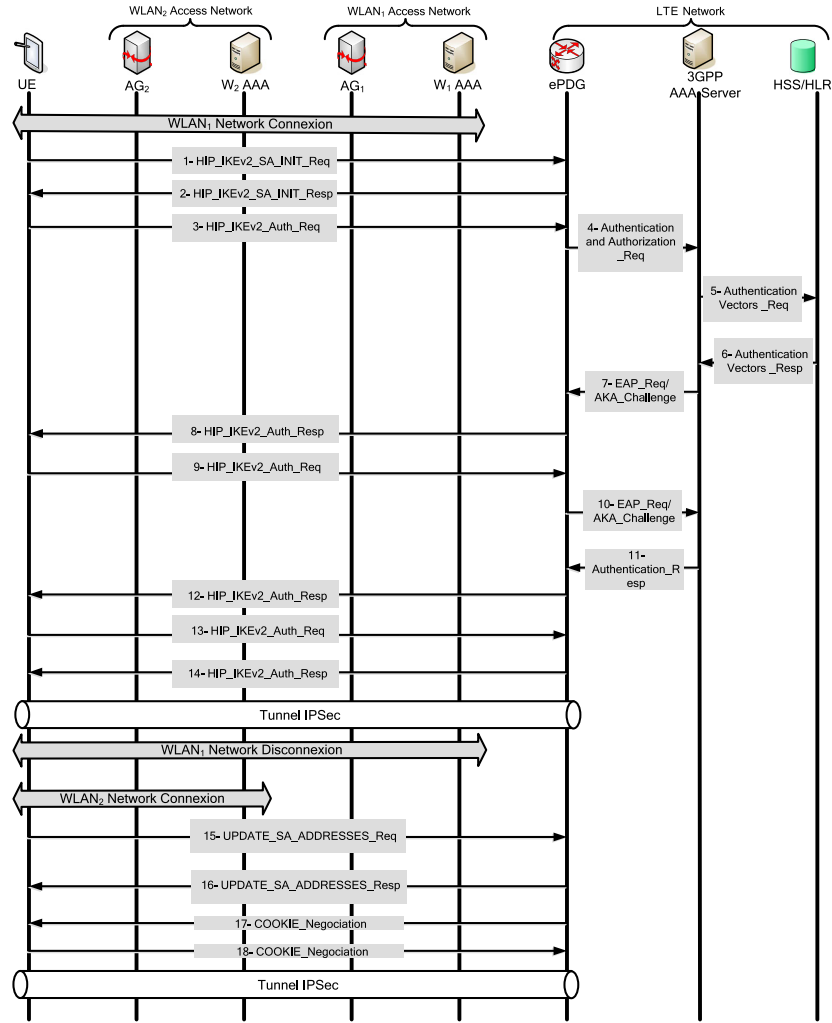 WLAN₂ Access Network
WLAN₁ Access Network
LTE Network
UE
AG₂
W₂ AAA
AG₁
W₁ AAA
ePDG
3GPP
AAA Server
HSS/HLR
WLAN₁ Network Connexion
1- HIP_IKEv2_SA_INIT_Req
2- HIP_IKEv2_SA_INIT_Resp
3- HIP_IKEv2_Auth_Req
4- Authentication
and Authorization
_Req
5- Authentication
Vectors _Req
6- Authentication
Vectors _Resp
7- EAP_Req/
AKA_Challenge
8- HIP_IKEv2_Auth_Resp
9- HIP_IKEv2_Auth_Req
10- EAP_Req/
AKA_Challenge
11-
Authentication_R
esp
12- HIP_IKEv2_Auth_Resp
13- HIP_IKEv2_Auth_Req
14- HIP_IKEv2_Auth_Resp
Tunnel IPSec
WLAN₁ Network Disconnexion
WLAN₂ Network Connexion
15- UPDATE_SA_ADDRESSES_Req
16- UPDATE_SA_ADDRESSES_Resp
17- COOKIE_Negociation
18- COOKIE_Negociation
Tunnel IPSec